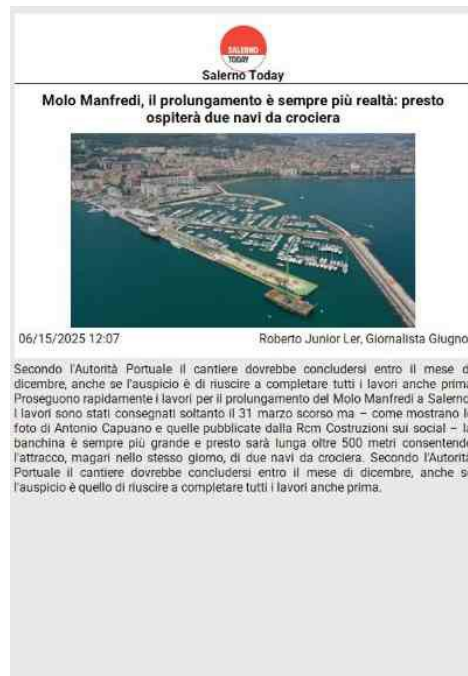 SALERNO
TODAY
Salerno Today
Molo Manfredi, il prolungamento è sempre più realtà: presto
ospiterà due navi da crociera
06/15/2025 12:07
Roberto Junior Ler, Giornalista Giugno
Secondo l'Autorità Portuale il cantiere dovrebbe concludersi entro il mese d
dicembre, anche se l'auspicio è di riuscire a completare tutti i lavori anche prima
Proseguono rapidamente i lavori per il prolungamento del Molo Manfredi a Salerno
I lavori sono stati consegnati soltanto il 31 marzo scorso ma – come mostrano l
foto di Antonio Capuano e quelle pubblicate dalla Rcm Costruzioni sui social – la
banchina è sempre più grande e presto sarà lunga oltre 500 metri consentendo
l'attracco, magari nello stesso giorno, di due navi da crociera. Secondo l'Autorità
Portuale il cantiere dovrebbe concludersi entro il mese di dicembre, anche se
l'auspicio è quello di riuscire a completare tutti i lavori anche prima.